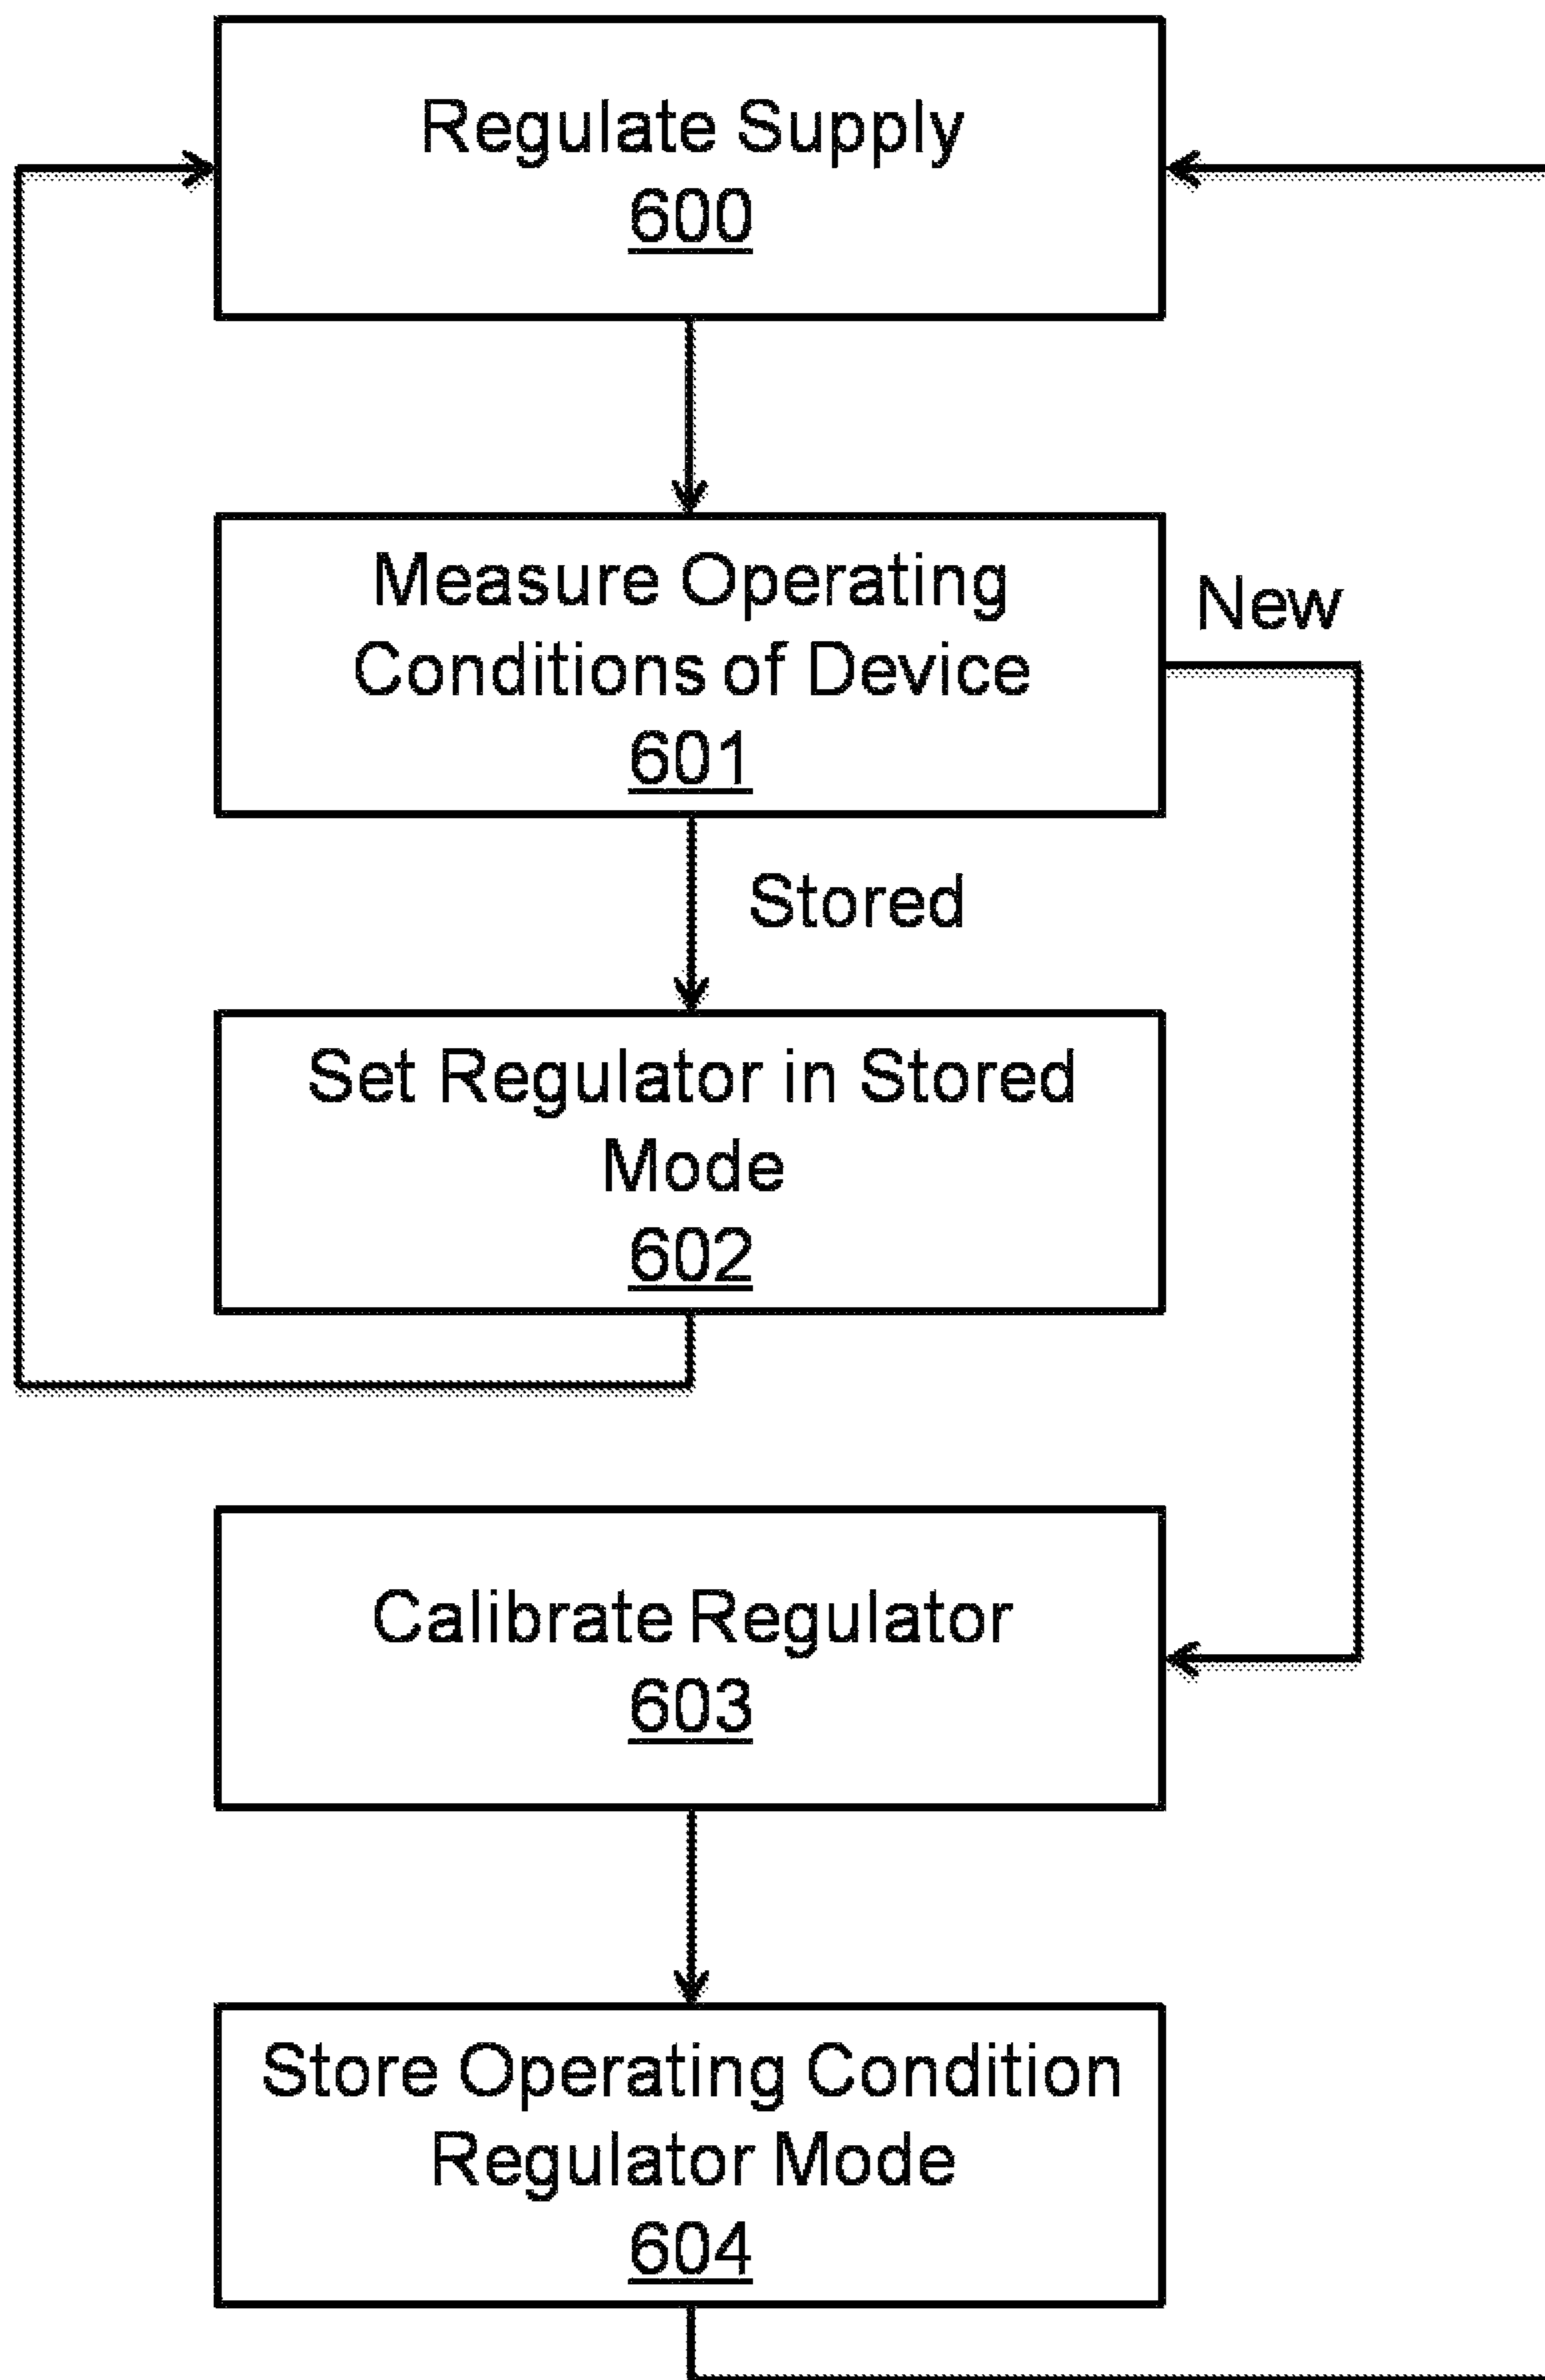 Regulate Supply
600
Measure Operating
Conditions of Device
601
New
Stored
Set Regulator in Stored
Mode
602
Calibrate Regulator
603
Store Operating Condition
Regulator Mode
604